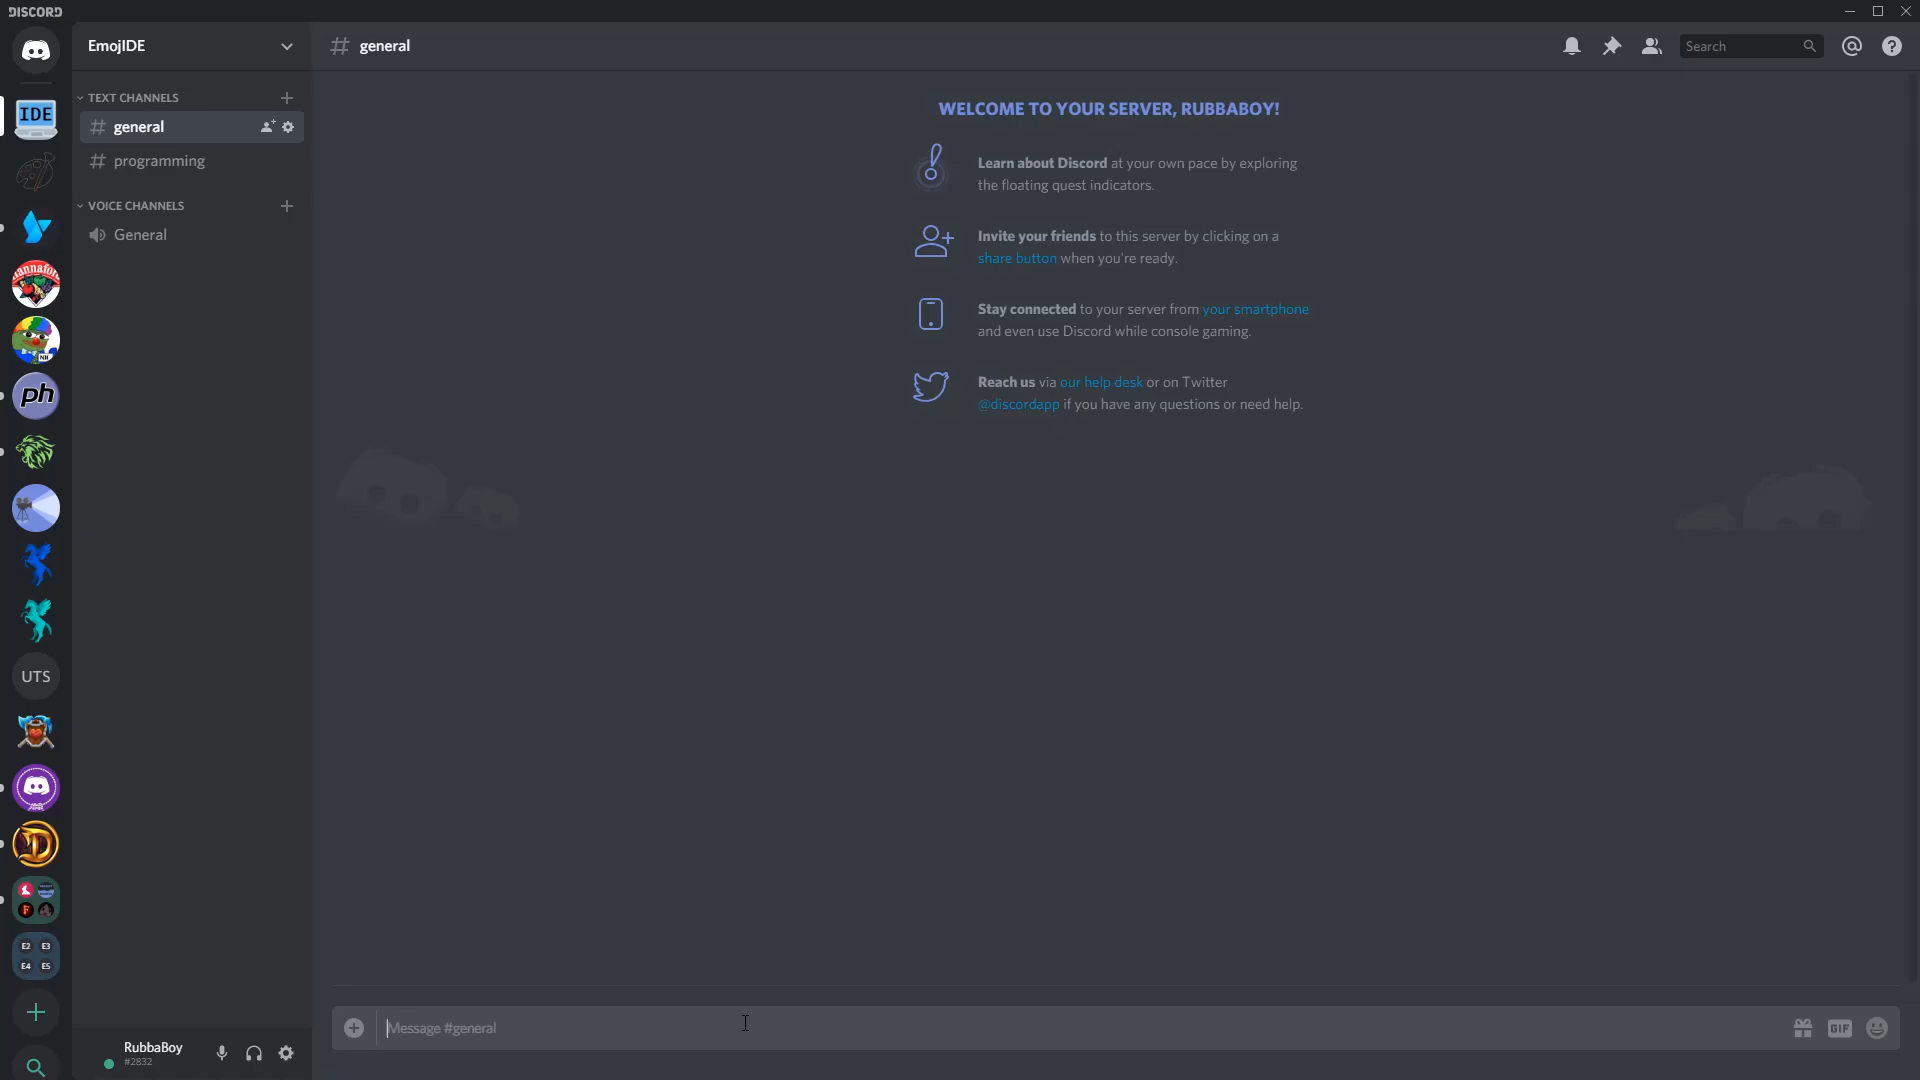 DISCORD
EmojIDE
general
Search
TEXT CHANNELS
general
programming
VOICE CHANNELS
General
IDE
ph
UTS
E2 E3
E4 E5
WELCOME TO YOUR SERVER, RUBBABOY!
Learn about Discord at your own pace by exploring
the floating quest indicators.
Invite your friends to this server by clicking on a
share button when you're ready.
Stay connected to your server from your smartphone
and even use Discord while console gaming.
Reach us via our help desk or on Twitter
@discordapp if you have any questions or need help.
Message #general
GIF
RubbaBoy
#2832